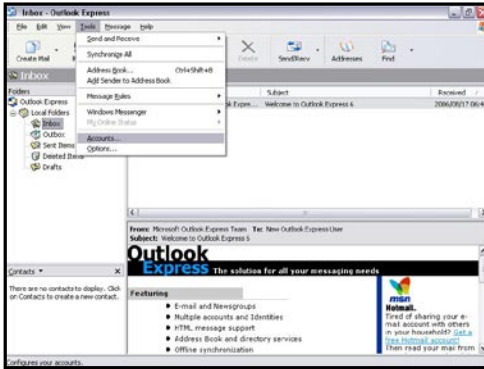 Inbox - Outlook Express
File Edit View Tools Message Help
Create Mail
Delete
Send/Recv
Addresses
Find
Send and Receive
Synchronize All
Address Book... Ctrl+Shift+B
Add Sender to Address Book
Message Rules
Windows Messenger
My Online Status
Accounts...
Options...
Inbox
Folders
Outlook Express
Local Folders
Inbox
Outbox
Sent Items
Deleted Items
Drafts
Subject Received
Welcome to Outlook Express 6
From: Microsoft Outlook Express Team To: New Outlook Express User
Subject: Welcome to Outlook Express 6
Outlook
Express The solution for all your messaging needs
Featuring
E-mail and Newsgroups
Multiple accounts and Identities
HTML message support
Address Book and directory services
Offline synchronization
msn
Hotmail.
Tired of sharing your e-
mail account with others
in your household? Get a
free Hotmail account!
Then read your mail from
Contacts
There are no contacts to display. Click
on Contacts to create a new contact.
Configures your accounts.